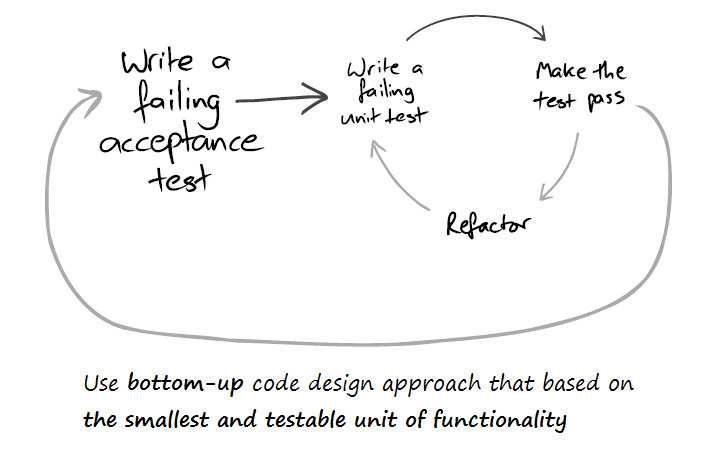 Write a
failing
acceptance
test
Write a
failing
unit test
Make the
test pass
Refactor
Use bottom-up code design approach that based on
the smallest and testable unit of functionality